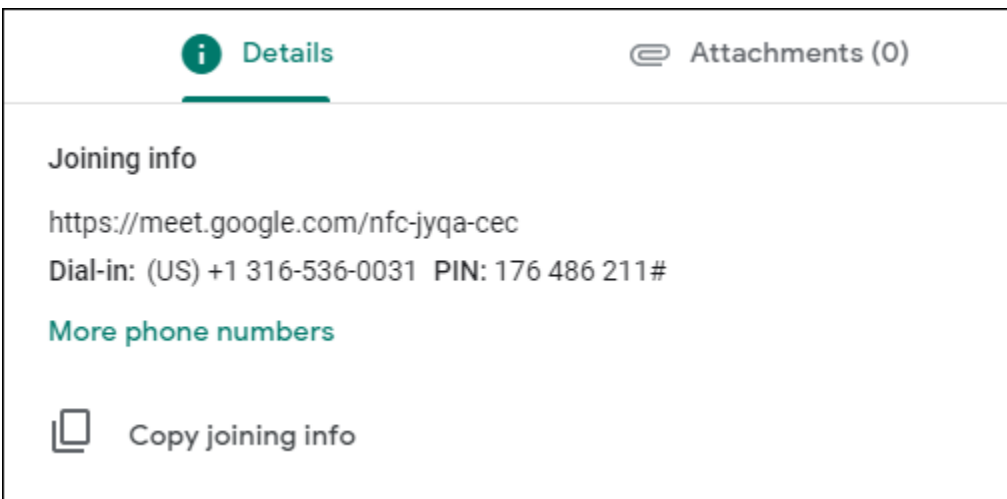 Details
Attachments (0)
Joining info
https://meet.google.com/nfc-jyqa-cec
Dial-in: (US) +1 316-536-0031 PIN: 176 486 211#
More phone numbers
Copy joining info